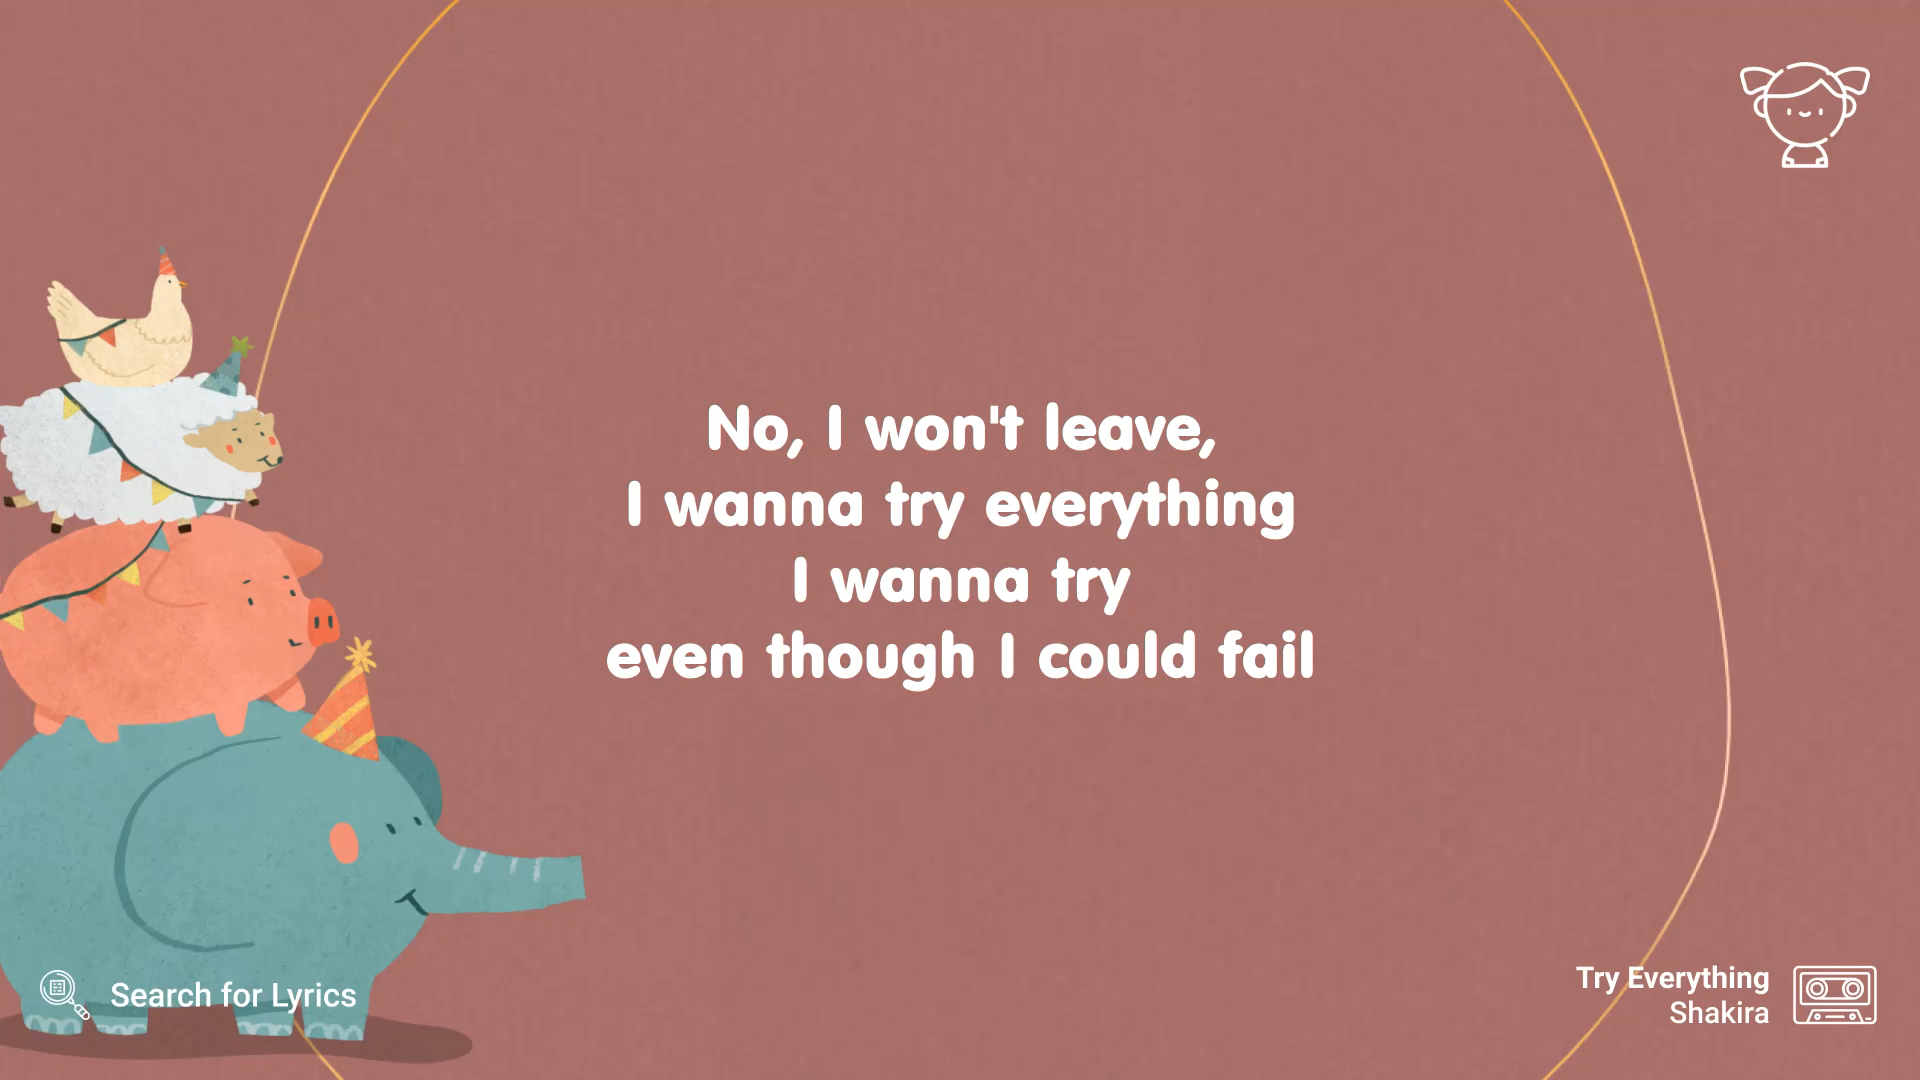 No, I won't leave,
I wanna try everything
I wanna try
even though I could fail
Search for Lyrics
Try Everything
Shakira